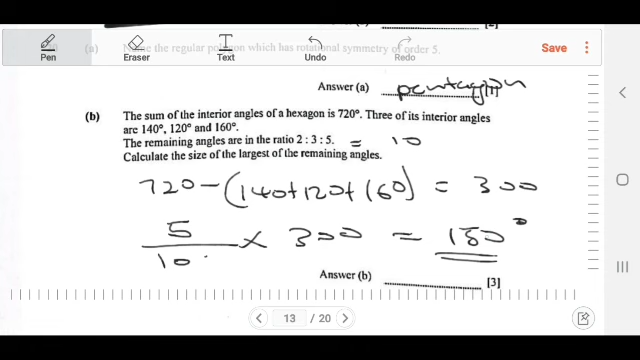 Pen
Eraser
Text
Undo
Redo
Save
(a) Name the regular polygon which has rotational symmetry of order 5.
Answer (a) pentagon [1]
(b) The sum of the interior angles of a hexagon is 720°. Three of its interior angles
are 140°, 120° and 160°.
The remaining angles are in the ratio 2 : 3 : 5. = 10
Calculate the size of the largest of the remaining angles.
720 - (140+120+160) = 300
5/10 × 300 = 150°
Answer (b) [3]
13 / 20